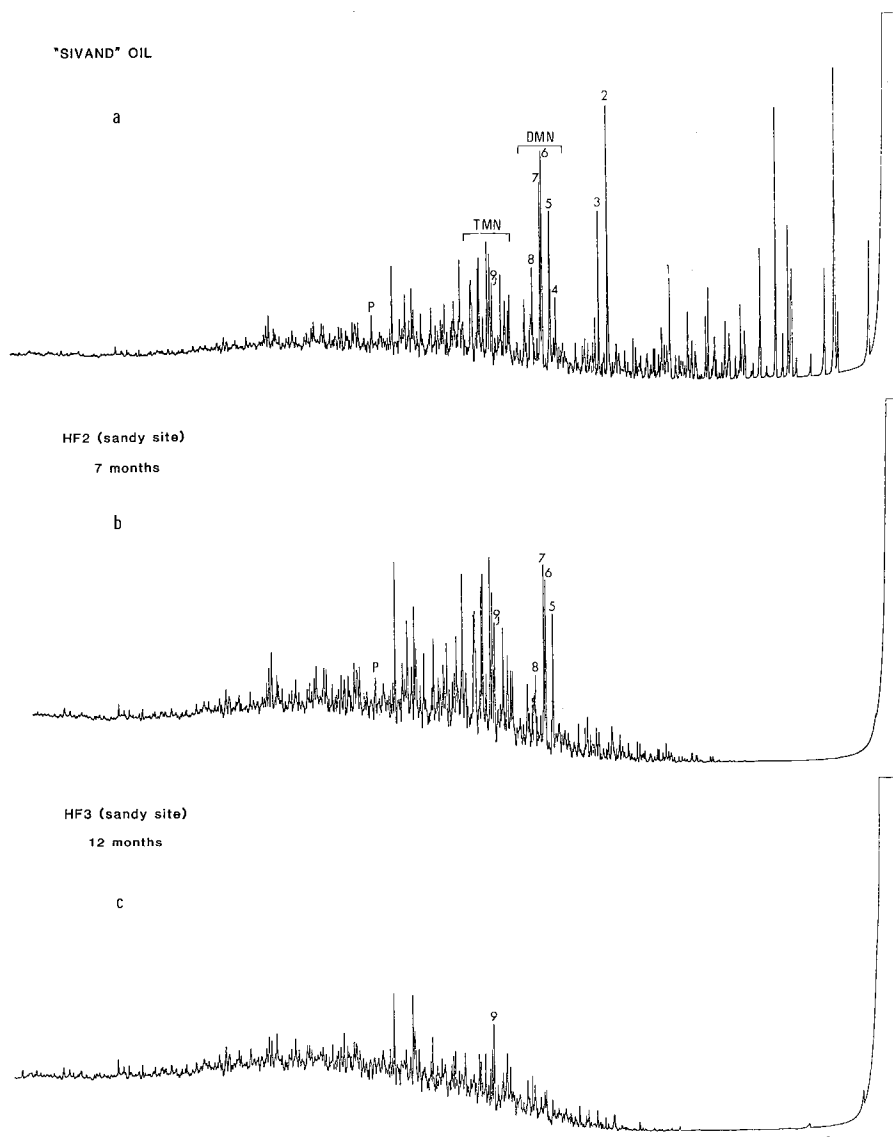 "SIVAND" OIL
a
2
DMN
6
7
5
3
TMN
8
9
4
P
HF2 (sandy site)
7 months
b
7
6
5
9
8
P
HF3 (sandy site)
12 months
c
9